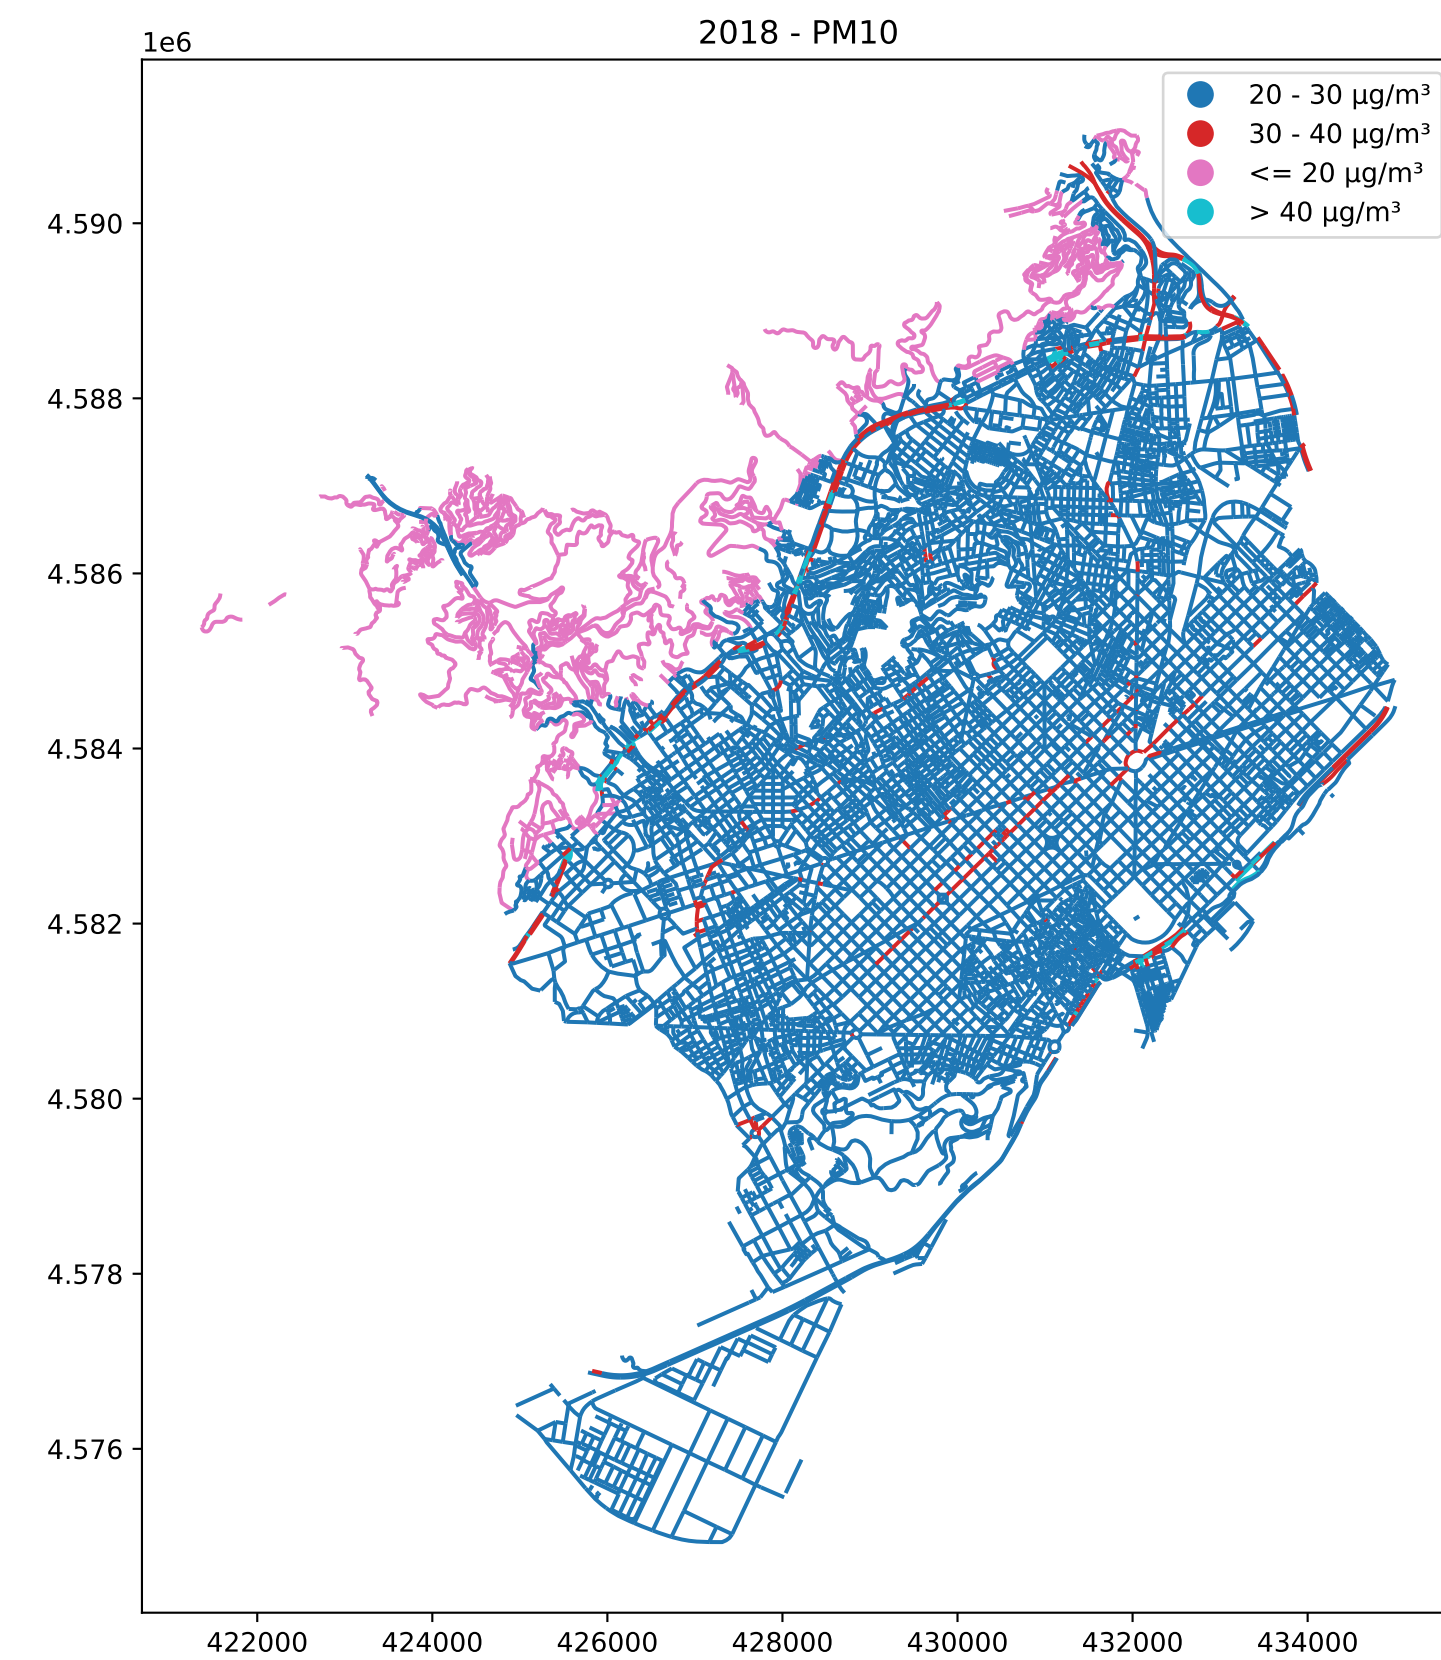 2018 - PM10
1e6
20 - 30 µg/m³
30 - 40 µg/m³
<= 20 µg/m³
> 40 µg/m³
4.590
4.588
4.586
4.584
4.582
4.580
4.578
4.576
422000 424000 426000 428000 430000 432000 434000